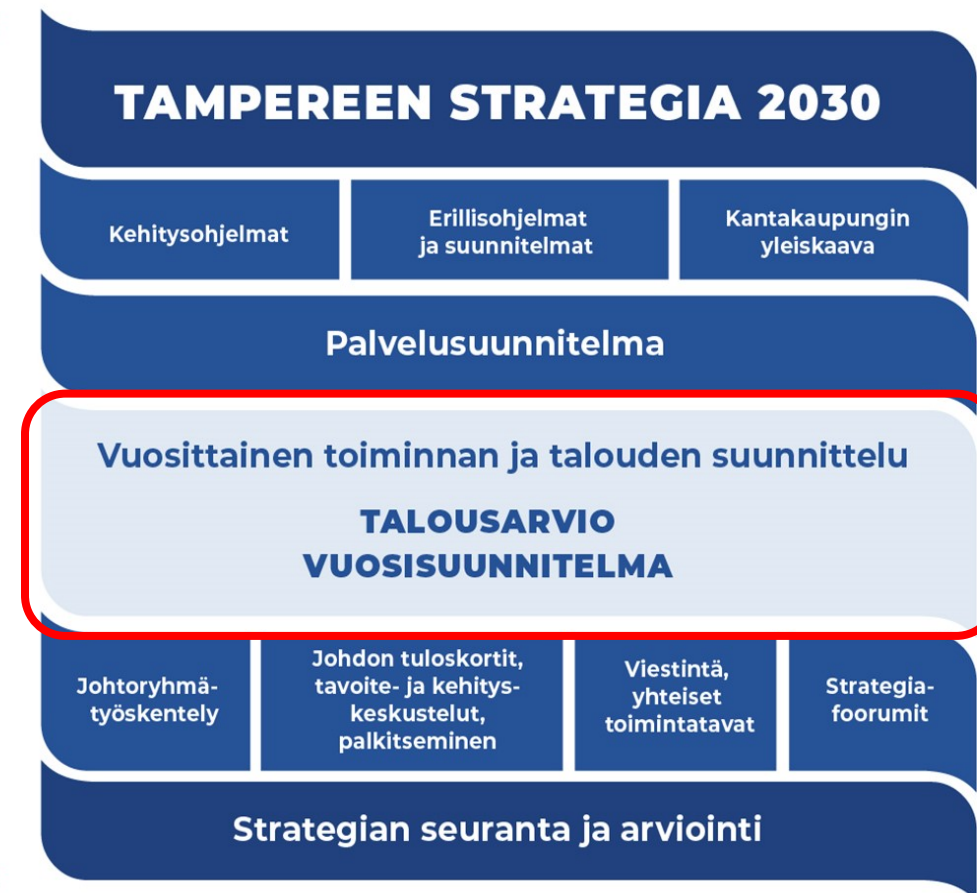 TAMPEREEN STRATEGIA 2030
Kehitysohjelmat
Erillisohjelmat
ja suunnitelmat
Kantakaupungin
yleiskaava
Palvelusuunnitelma
Vuosittainen toiminnan ja talouden suunnittelu
TALOUSARVIO
VUOSISUUNNITELMA
Johtoryhmä-
työskentely
Johdon tuloskortit,
tavoite- ja kehitys-
keskustelut,
palkitseminen
Viestintä,
yhteiset
toimintatavat
Strategia-
foorumit
Strategian seuranta ja arviointi